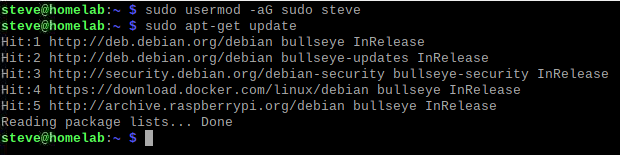 steve@homelab:~ $ sudo usermod -aG sudo steve
steve@homelab:~ $ sudo apt-get update
Hit:1 http://deb.debian.org/debian bullseye InRelease
Hit:2 http://deb.debian.org/debian bullseye-updates InRelease
Hit:3 http://security.debian.org/debian-security bullseye-security InRelease
Hit:4 https://download.docker.com/linux/debian bullseye InRelease
Hit:5 http://archive.raspberrypi.org/debian bullseye InRelease
Reading package lists... Done
steve@homelab:~ $